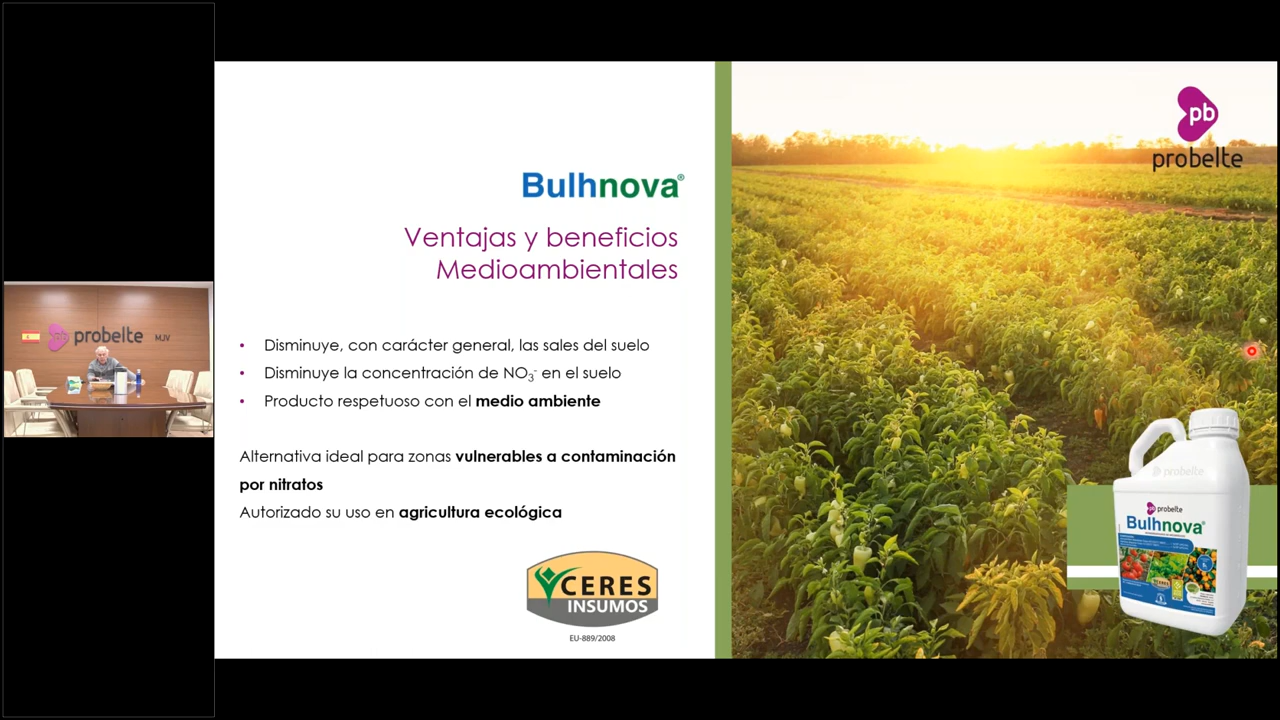 probelte
MJV
Bulhnova®
Ventajas y beneficios
Medioambientales
• Disminuye, con carácter general, las sales del suelo
• Disminuye la concentración de NO₃⁻ en el suelo
• Producto respetuoso con el medio ambiente
Alternativa ideal para zonas vulnerables a contaminación
por nitratos
Autorizado su uso en agricultura ecológica
CERES
INSUMOS
EU-889/2008
pb
probelte
probelte
probelte
Bulhnova®